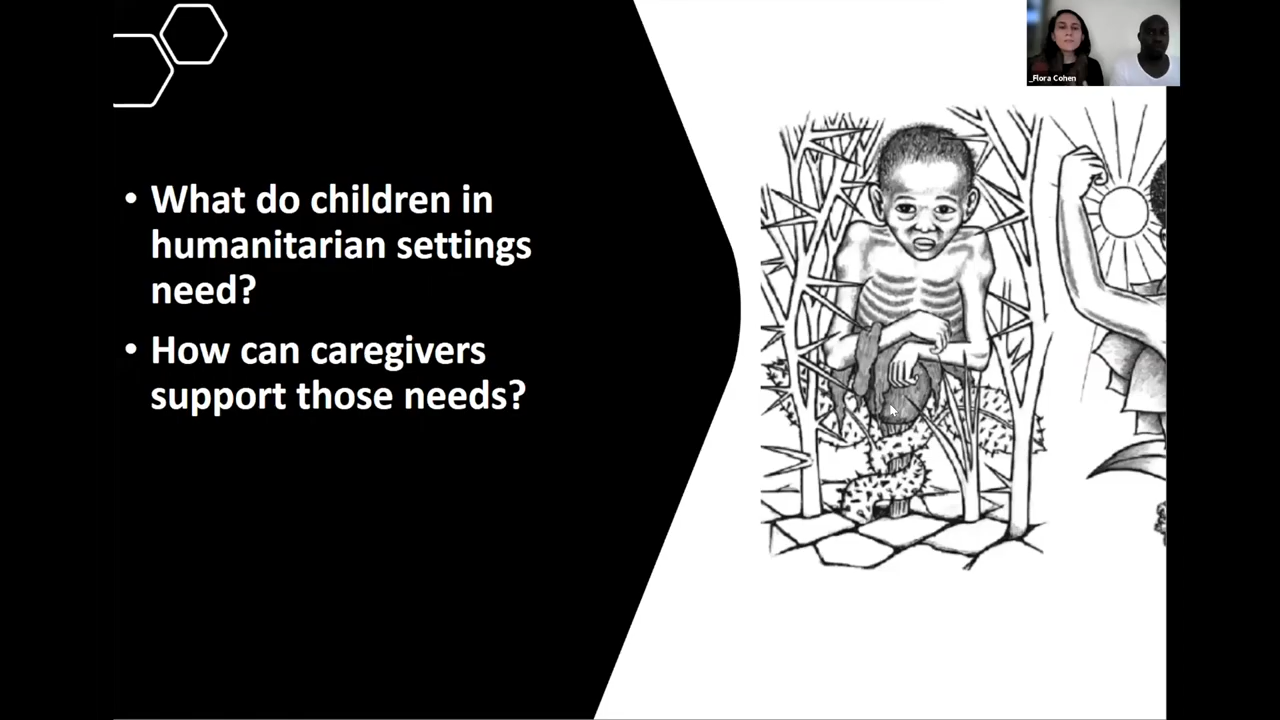 _Flora Cohen
• What do children in
humanitarian settings
need?
• How can caregivers
support those needs?